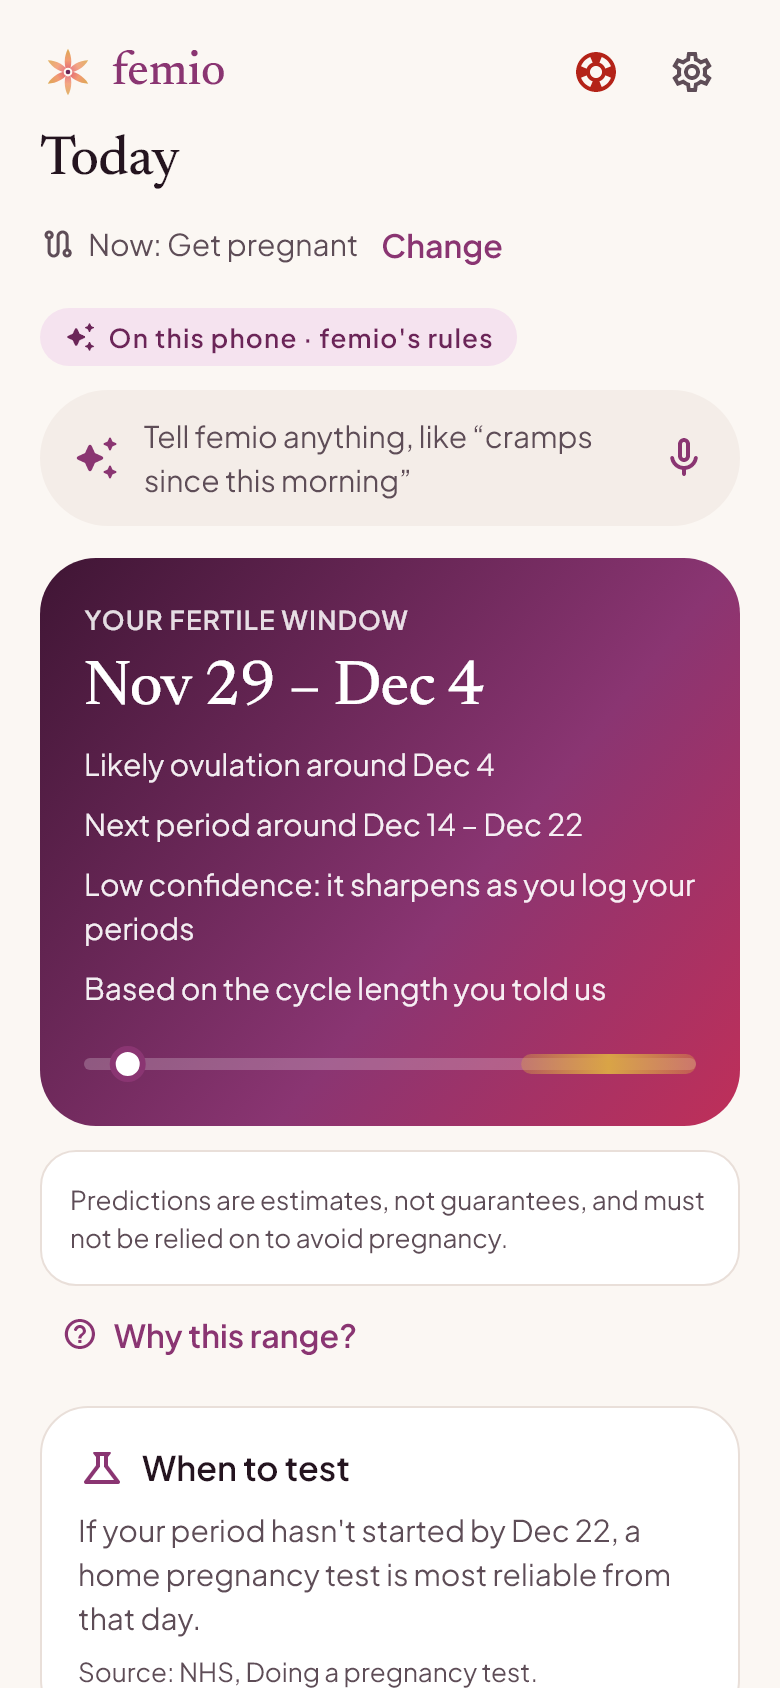 femio
Today
Now: Get pregnant Change
On this phone · femio's rules
Tell femio anything, like “cramps
since this morning”
YOUR FERTILE WINDOW
Nov 29 – Dec 4
Likely ovulation around Dec 4
Next period around Dec 14 – Dec 22
Low confidence: it sharpens as you log your
periods
Based on the cycle length you told us
Predictions are estimates, not guarantees, and must
not be relied on to avoid pregnancy.
Why this range?
When to test
If your period hasn't started by Dec 22, a
home pregnancy test is most reliable from
that day.
Source: NHS, Doing a pregnancy test.